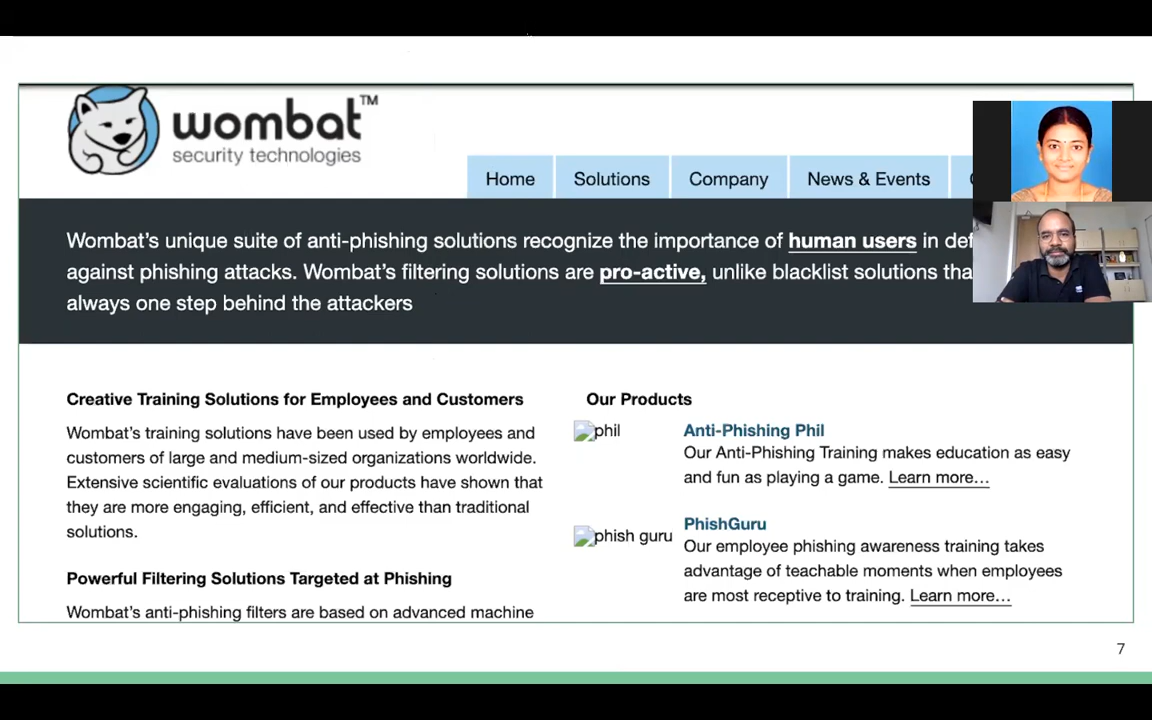 wombat™
security technologies
Home Solutions Company News & Events
Wombat's unique suite of anti-phishing solutions recognize the importance of human users in
against phishing attacks. Wombat's filtering solutions are pro-active, unlike blacklist solutions
always one step behind the attackers
Creative Training Solutions for Employees and Customers
Wombat's training solutions have been used by employees and
customers of large and medium-sized organizations worldwide.
Extensive scientific evaluations of our products have shown that
they are more engaging, efficient, and effective than traditional
solutions.
Powerful Filtering Solutions Targeted at Phishing
Wombat's anti-phishing filters are based on advanced machine
Our Products
phil
Anti-Phishing Phil
Our Anti-Phishing Training makes education as easy
and fun as playing a game. Learn more...
phish guru
PhishGuru
Our employee phishing awareness training takes
advantage of teachable moments when employees
are most receptive to training. Learn more...
7